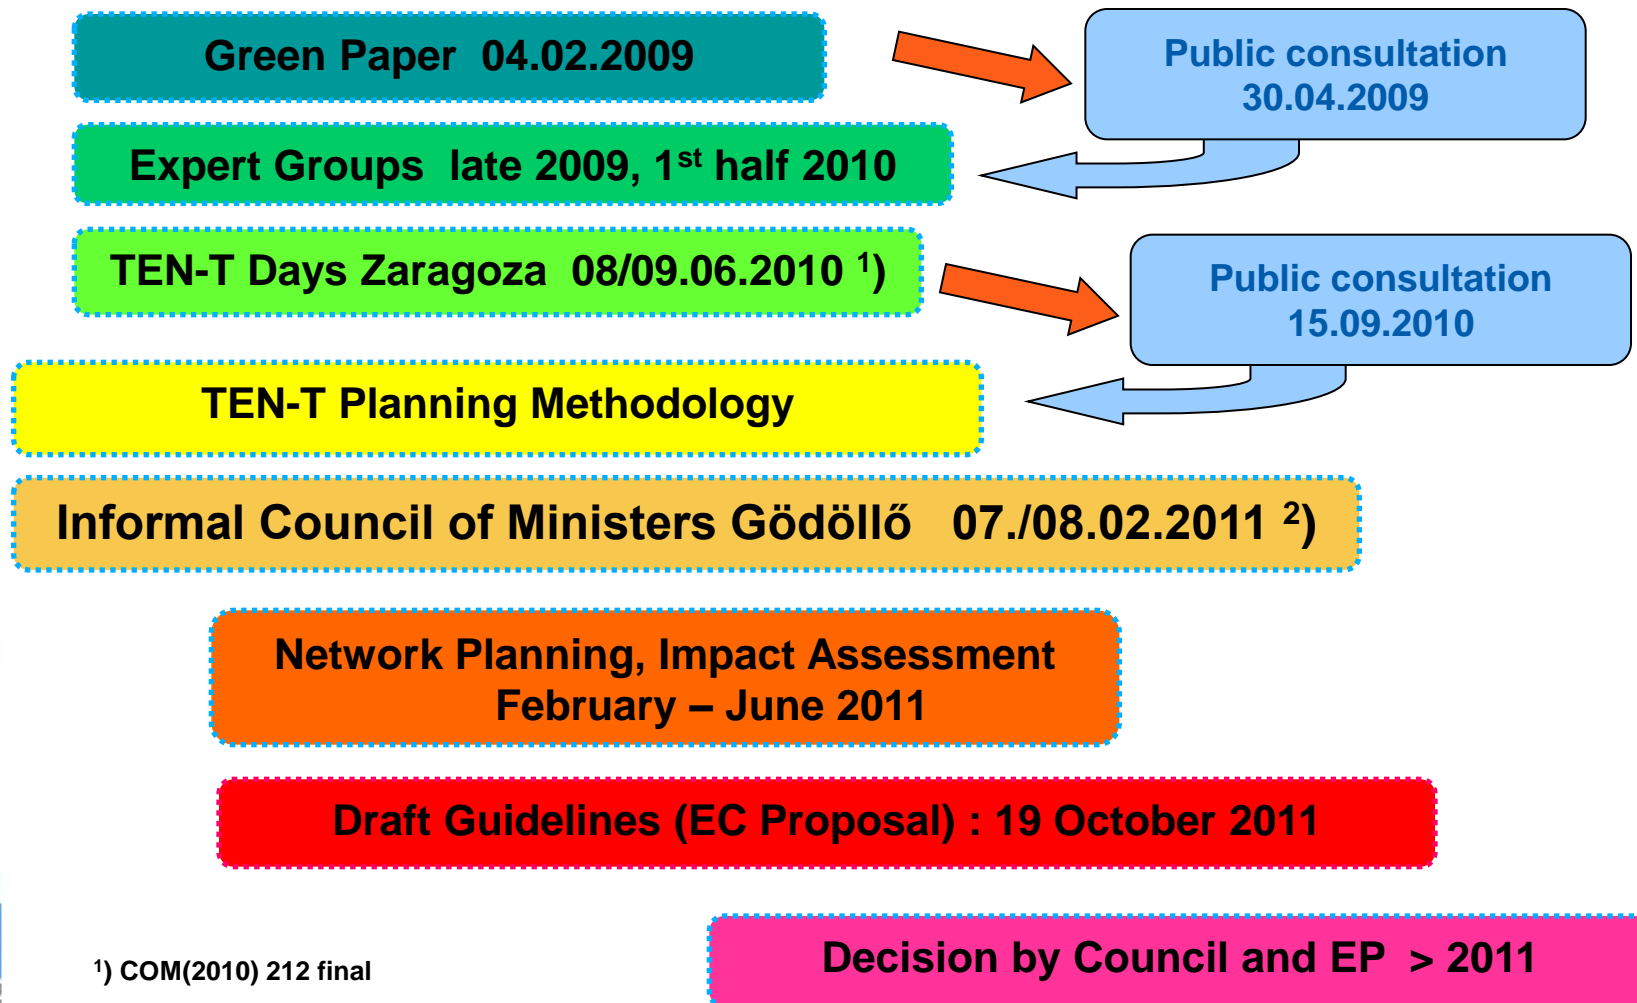 Green Paper 04.02.2009
Public consultation
30.04.2009
Expert Groups late 2009, 1st half 2010
TEN-T Days Zaragoza 08/09.06.2010 ¹)
Public consultation
15.09.2010
TEN-T Planning Methodology
Informal Council of Ministers Gödöllő 07./08.02.2011 ²)
Network Planning, Impact Assessment
February – June 2011
Draft Guidelines (EC Proposal) : 19 October 2011
Decision by Council and EP > 2011
¹) COM(2010) 212 final